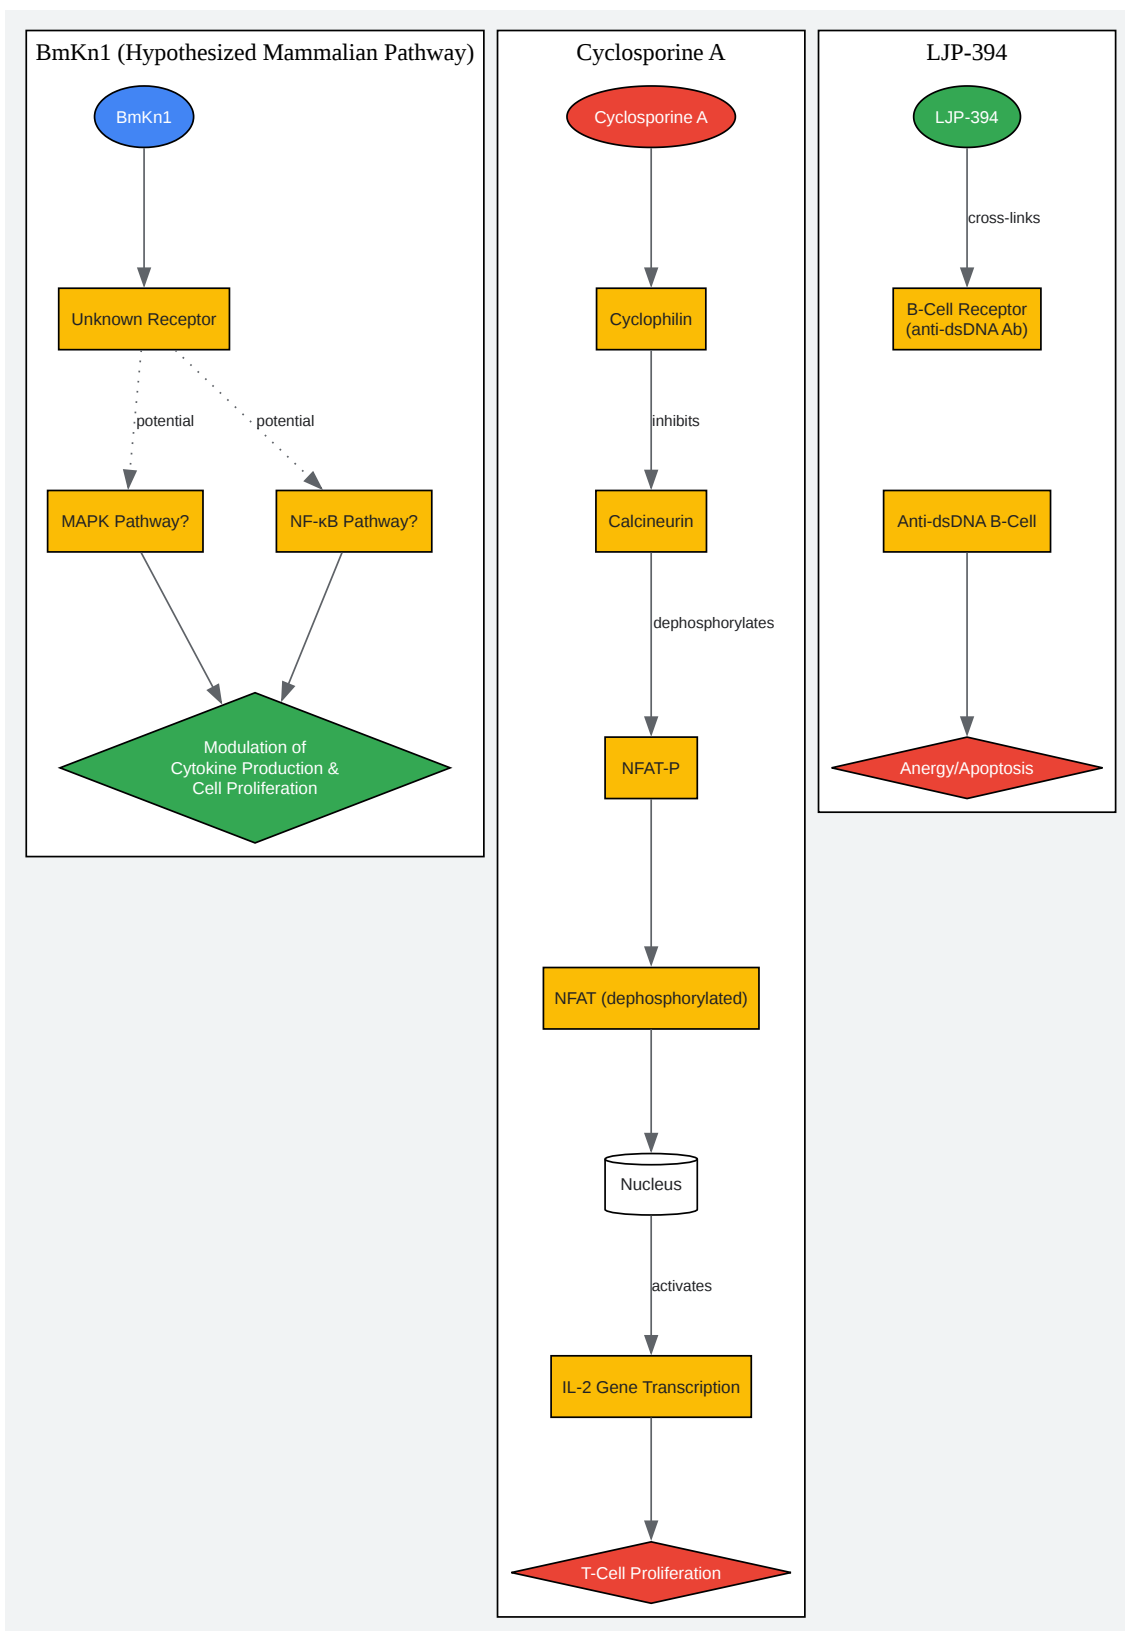 BmKn1 (Hypothesized Mammalian Pathway)
BmKn1
Unknown Receptor
potential
potential
MAPK Pathway?
NF-κB Pathway?
Modulation of
Cytokine Production &
Cell Proliferation
Cyclosporine A
Cyclosporine A
Cyclophilin
inhibits
Calcineurin
dephosphorylates
NFAT-P
NFAT (dephosphorylated)
Nucleus
activates
IL-2 Gene Transcription
T-Cell Proliferation
LJP-394
LJP-394
cross-links
B-Cell Receptor
(anti-dsDNA Ab)
Anti-dsDNA B-Cell
Anergy/Apoptosis